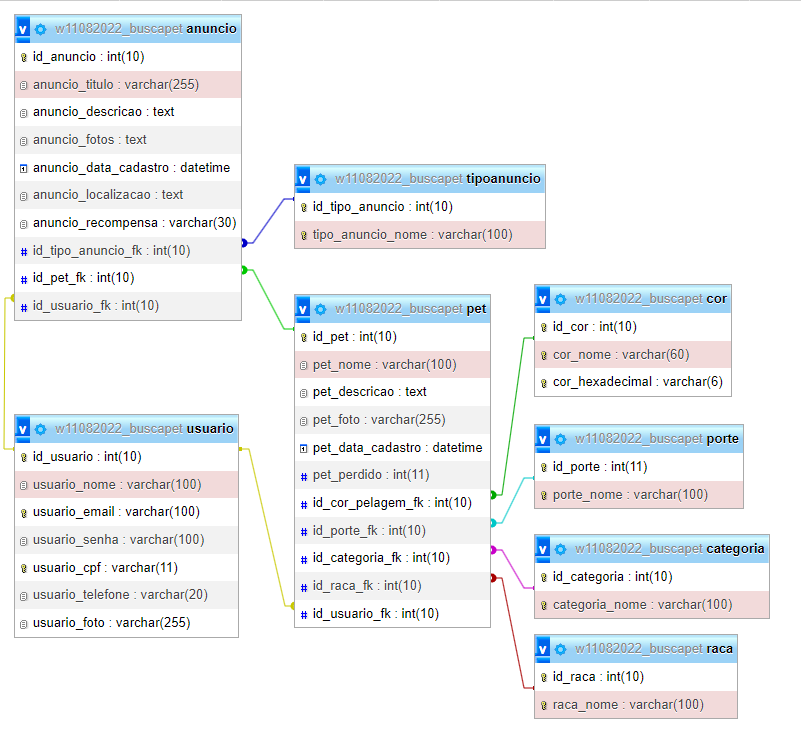 w11082022_buscapet anuncio
id_anuncio : int(10)
anuncio_titulo : varchar(255)
anuncio_descricao : text
anuncio_fotos : text
anuncio_data_cadastro : datetime
anuncio_localizacao : text
anuncio_recompensa : varchar(30)
id_tipo_anuncio_fk : int(10)
id_pet_fk : int(10)
id_usuario_fk : int(10)
w11082022_buscapet tipoanuncio
id_tipo_anuncio : int(10)
tipo_anuncio_nome : varchar(100)
w11082022_buscapet usuario
id_usuario : int(10)
usuario_nome : varchar(100)
usuario_email : varchar(100)
usuario_senha : varchar(100)
usuario_cpf : varchar(11)
usuario_telefone : varchar(20)
usuario_foto : varchar(255)
w11082022_buscapet pet
id_pet : int(10)
pet_nome : varchar(100)
pet_descricao : text
pet_foto : varchar(255)
pet_data_cadastro : datetime
pet_perdido : int(11)
id_cor_pelagem_fk : int(10)
id_porte_fk : int(10)
id_categoria_fk : int(10)
id_raca_fk : int(10)
id_usuario_fk : int(10)
w11082022_buscapet cor
id_cor : int(10)
cor_nome : varchar(60)
cor_hexadecimal : varchar(6)
w11082022_buscapet porte
id_porte : int(11)
porte_nome : varchar(100)
w11082022_buscapet categoria
id_categoria : int(10)
categoria_nome : varchar(100)
w11082022_buscapet raca
id_raca : int(10)
raca_nome : varchar(100)